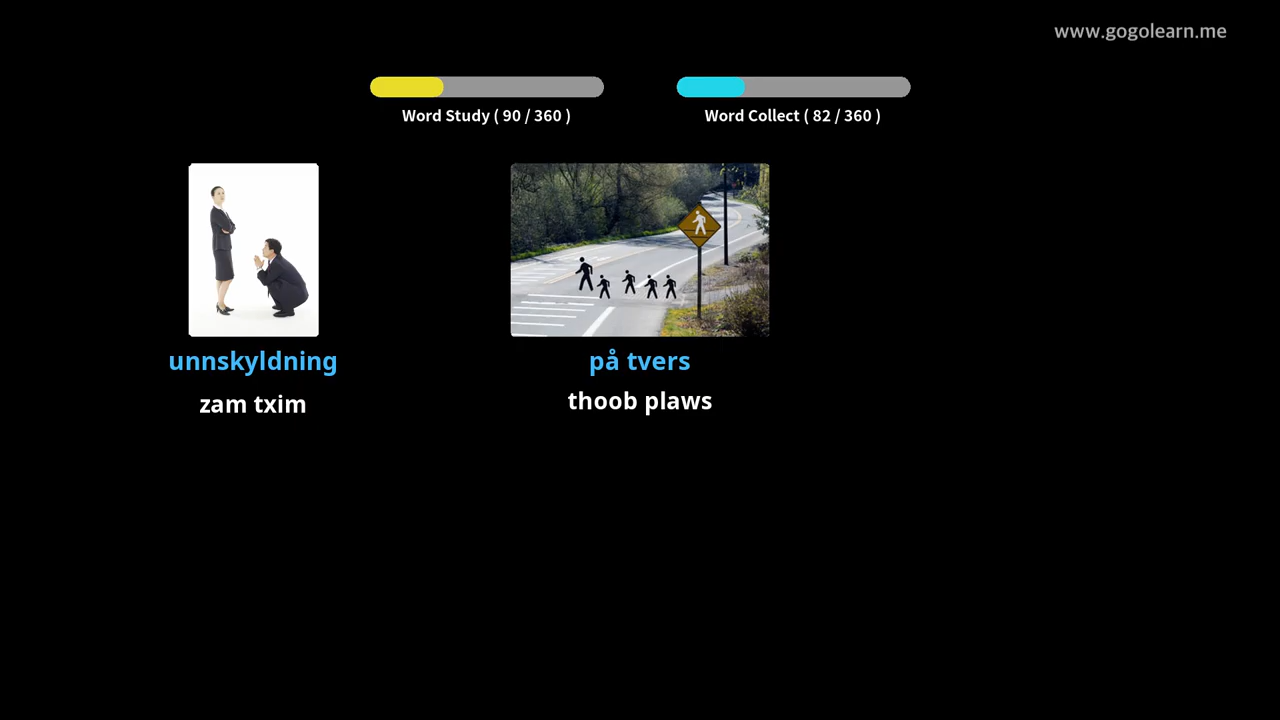 www.gogolearn.me
Word Study ( 90 / 360 )
Word Collect ( 82 / 360 )
unnskyldning
på tvers
zam txim
thoob plaws